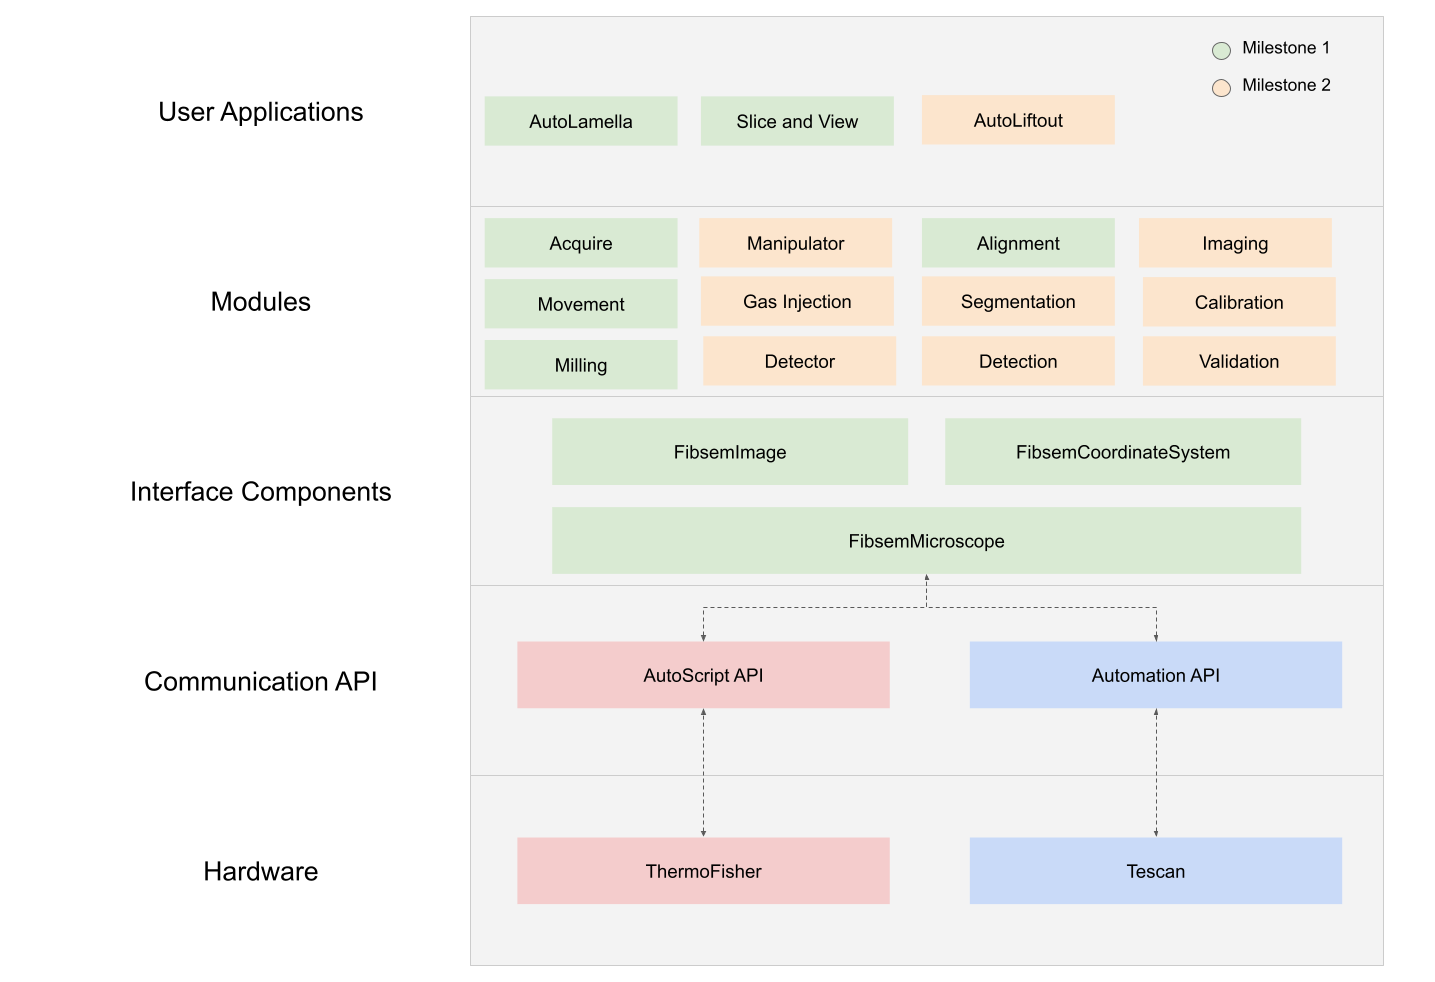 Milestone 1
Milestone 2
User Applications
AutoLamella
Slice and View
AutoLiftout
Modules
Acquire
Manipulator
Alignment
Imaging
Movement
Gas Injection
Segmentation
Calibration
Milling
Detector
Detection
Validation
Interface Components
FibsemImage
FibsemCoordinateSystem
FibsemMicroscope
Communication API
AutoScript API
Automation API
Hardware
ThermoFisher
Tescan